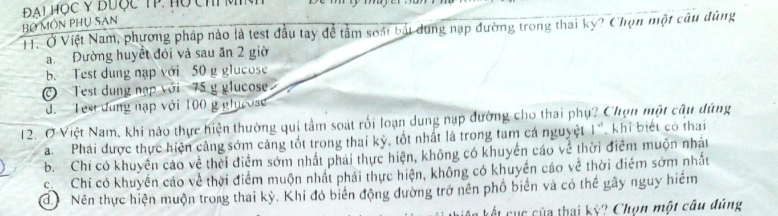 ĐẠI HỌC Y DƯỢC TP. HỒ CHÍ MINH
BỘ MÔN PHỤ SẢN
11. Ở Việt Nam, phương pháp nào là test đầu tay để tầm soát bất dung nạp đường trong thai kỳ? Chọn một câu đúng
a. Đường huyết đói và sau ăn 2 giờ
b. Test dung nạp với 50 g glucose
c. Test dung nạp với 75 g glucose
d. Test dung nạp với 100 g glucose
12. Ở Việt Nam, khi nào thực hiện thường qui tầm soát rối loạn dung nạp đường cho thai phụ? Chọn một câu đúng
a. Phải được thực hiện càng sớm càng tốt trong thai kỳ, tốt nhất là trong tam cá nguyệt 1st, khi biết có thai
b. Chỉ có khuyến cáo về thời điểm sớm nhất phải thực hiện, không có khuyến cáo về thời điểm muộn nhất
c. Chỉ có khuyến cáo về thời điểm muộn nhất phải thực hiện, không có khuyến cáo về thời điểm sớm nhất
d. Nên thực hiện muộn trong thai kỳ. Khi đó biến động đường trở nên phổ biến và có thể gây nguy hiểm
kết cục của thai kỳ? Chọn một câu đúng